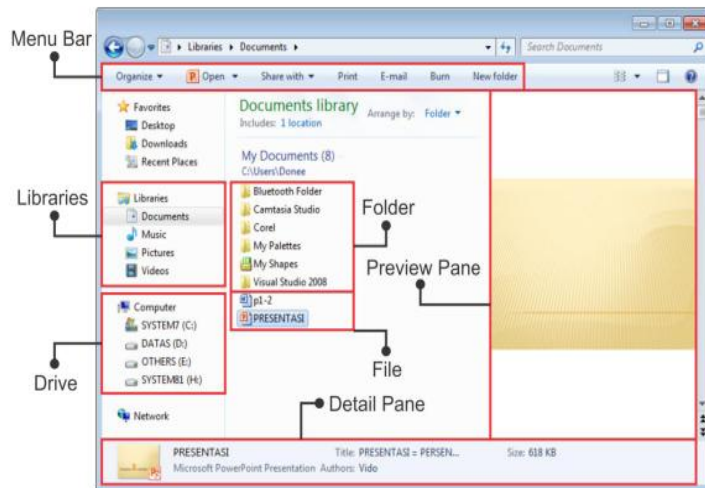 Menu Bar
Libraries
Drive
Folder
Preview Pane
File
Detail Pane
Libraries Documents
Search Documents
Organize Open Share with Print E-mail Burn New folder
Favorites
Desktop
Downloads
Recent Places
Libraries
Documents
Music
Pictures
Videos
Computer
SYSTEM7 (C:)
DATAS (D:)
OTHERS (E:)
SYSTEM81 (H:)
Network
Documents library
Includes: 1 location
Arrange by: Folder
My Documents (8)
C:\Users\Donee
Bluetooth Folder
Camtasia Studio
Corel
My Palettes
My Shapes
Visual Studio 2008
p1-2
PRESENTASI
PRESENTASI Title: PRESENTASI = PERSEN... Size: 618 KB
Microsoft PowerPoint Presentation Authors: Vido